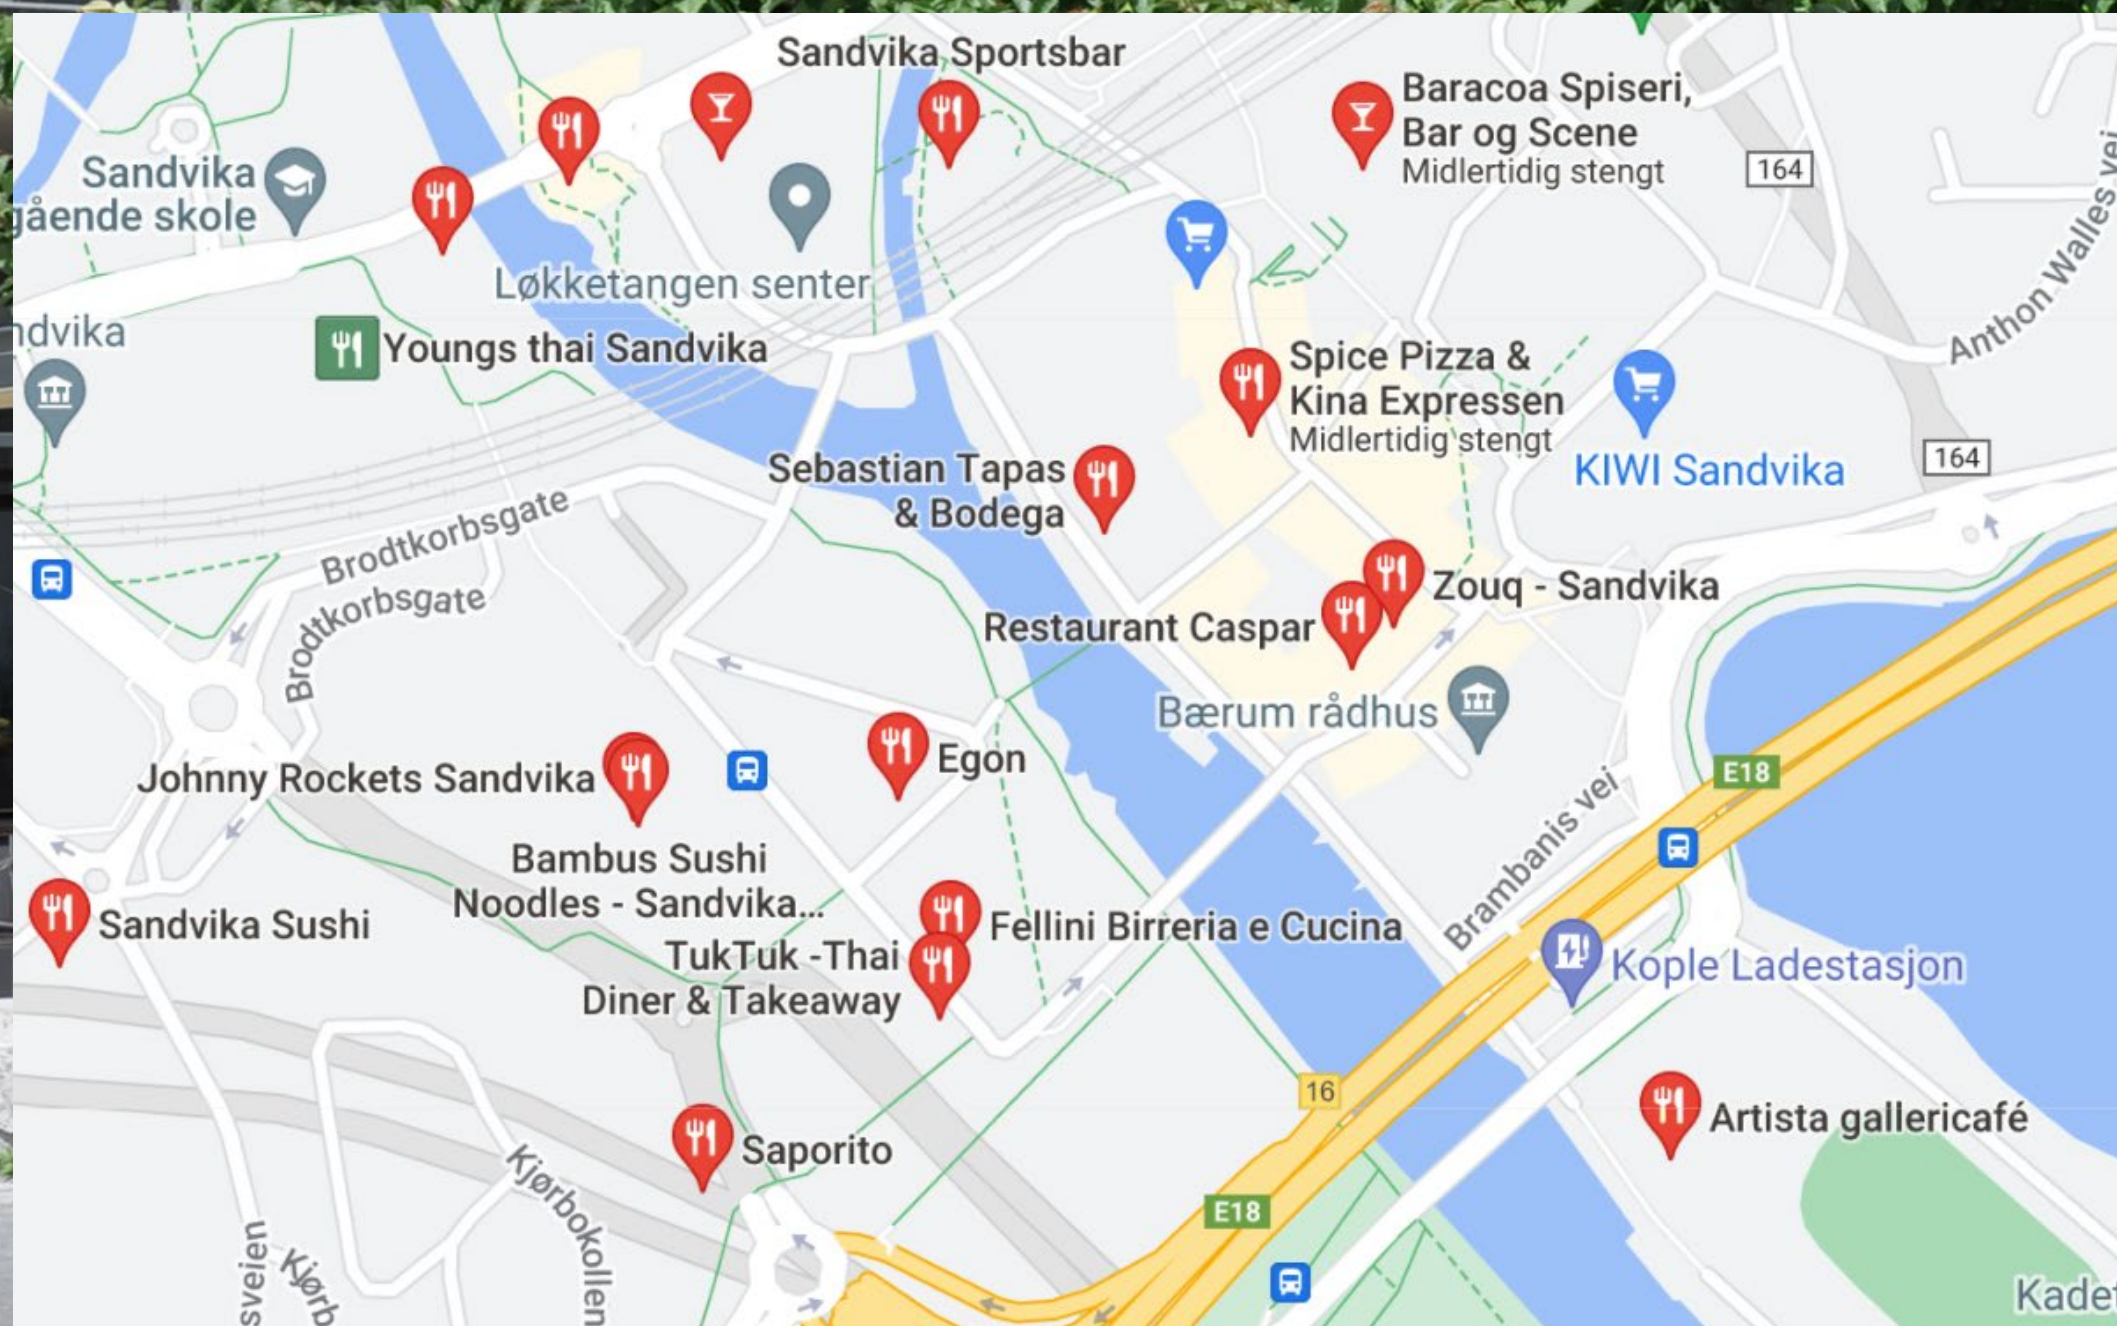 Sandvika Sportsbar
Baracoa Spiseri,
Bar og Scene
Midlertidig stengt
164
Sandvika
gående skole
Anthon Walles vei
Løkketangen senter
ndvika
Youngs thai Sandvika
Spice Pizza &
Kina Expressen
Midlertidig stengt
KIWI Sandvika
164
Sebastian Tapas
& Bodega
Brodtkorbsgate
Brodtkorbsgate
Zouq - Sandvika
Restaurant Caspar
Bærum rådhus
Egon
Johnny Rockets Sandvika
E18
Brambanis vei
Bambus Sushi
Noodles - Sandvika...
Sandvika Sushi
Fellini Birreria e Cucina
TukTuk -Thai
Diner & Takeaway
Kople Ladestasjon
16
Artista gallericafé
Saporito
Kjørbokollen
E18
sveien
Kjørb
Kadet